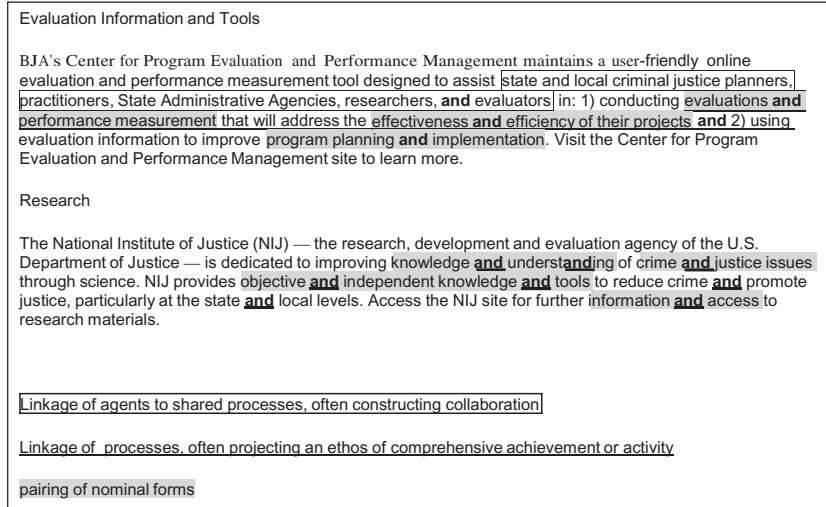 Evaluation Information and Tools
BJA's Center for Program Evaluation and Performance Management maintains a user-friendly online
evaluation and performance measurement tool designed to assist state and local criminal justice planners,
practitioners, State Administrative Agencies, researchers, and evaluators in: 1) conducting evaluations and
performance measurement that will address the effectiveness and efficiency of their projects and 2) using
evaluation information to improve program planning and implementation. Visit the Center for Program
Evaluation and Performance Management site to learn more.
Research
The National Institute of Justice (NIJ) — the research, development and evaluation agency of the U.S.
Department of Justice — is dedicated to improving knowledge and understanding of crime and justice issues
through science. NIJ provides objective and independent knowledge and tools to reduce crime and promote
justice, particularly at the state and local levels. Access the NIJ site for further information and access to
research materials.
Linkage of agents to shared processes, often constructing collaboration
Linkage of processes, often projecting an ethos of comprehensive achievement or activity
pairing of nominal forms